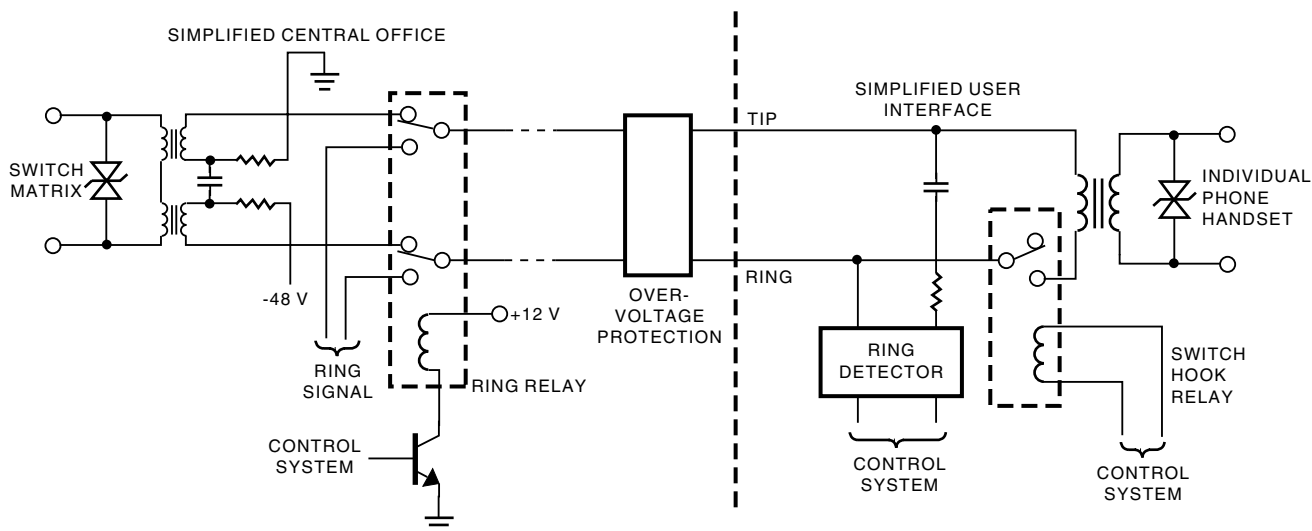 SIMPLIFIED CENTRAL OFFICE
SWITCH
MATRIX
-48 V
RING
SIGNAL
+12 V
RING RELAY
CONTROL
SYSTEM
OVER-
VOLTAGE
PROTECTION
TIP
RING
SIMPLIFIED USER
INTERFACE
RING
DETECTOR
CONTROL
SYSTEM
INDIVIDUAL
PHONE
HANDSET
SWITCH
HOOK
RELAY
CONTROL
SYSTEM